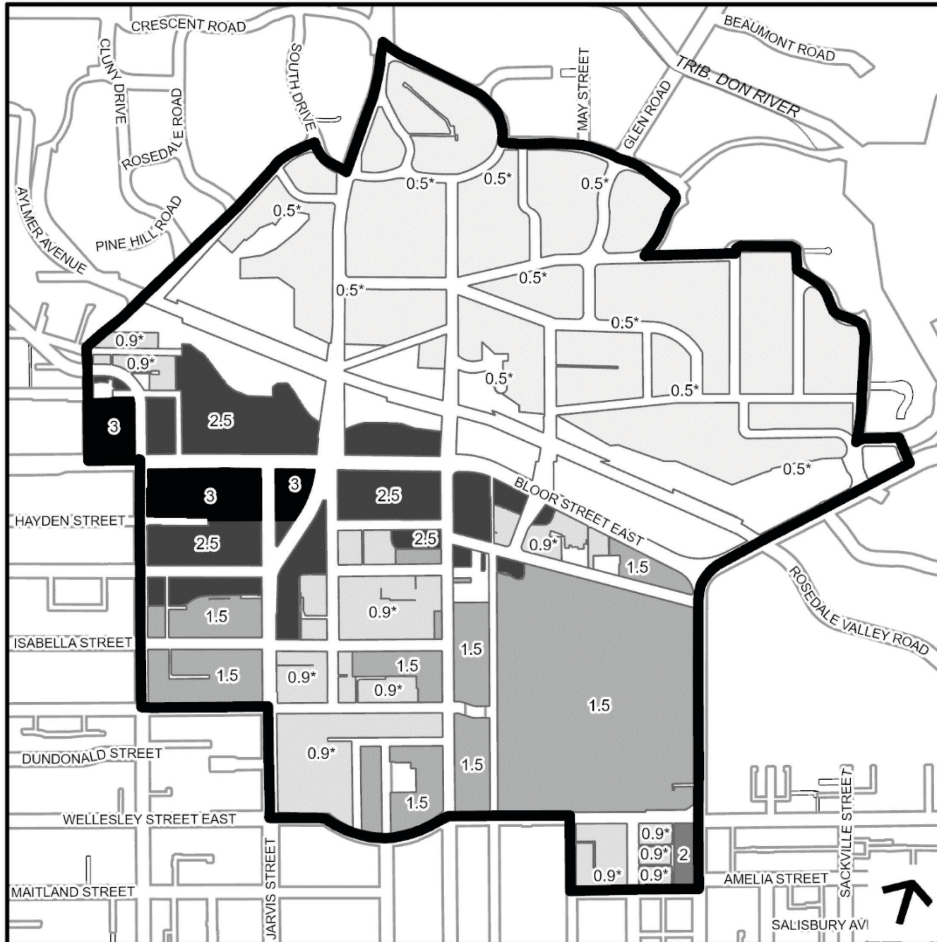 CRESCENT ROAD
BEAUMONT ROAD
CLUNY DRIVE
SOUTH DRIVE
MAY STREET
TRIB. DON RIVER
GLEN ROAD
ROSEDALE ROAD
0.5*
0.5*
0.5*
0.5*
AYLMER AVENUE
PINE HILL ROAD
0.5*
0.5*
0.5*
0.9*
0.9*
0.5*
0.5*
2.5
3
0.5*
BLOOR STREET EAST
3
3
2.5
HAYDEN STREET
2.5
2.5
0.9*
1.5
ROSEDALE VALLEY ROAD
1.5
0.9*
ISABELLA STREET
1.5
1.5
0.9*
1.5
0.9*
1.5
DUNDONALD STREET
0.9*
1.5
1.5
WELLESLEY STREET EAST
SACKVILLE STREET
0.9*
0.9*
2
0.9*
0.9*
MAITLAND STREET
JARVIS STREET
AMELIA STREET
SALISBURY AV